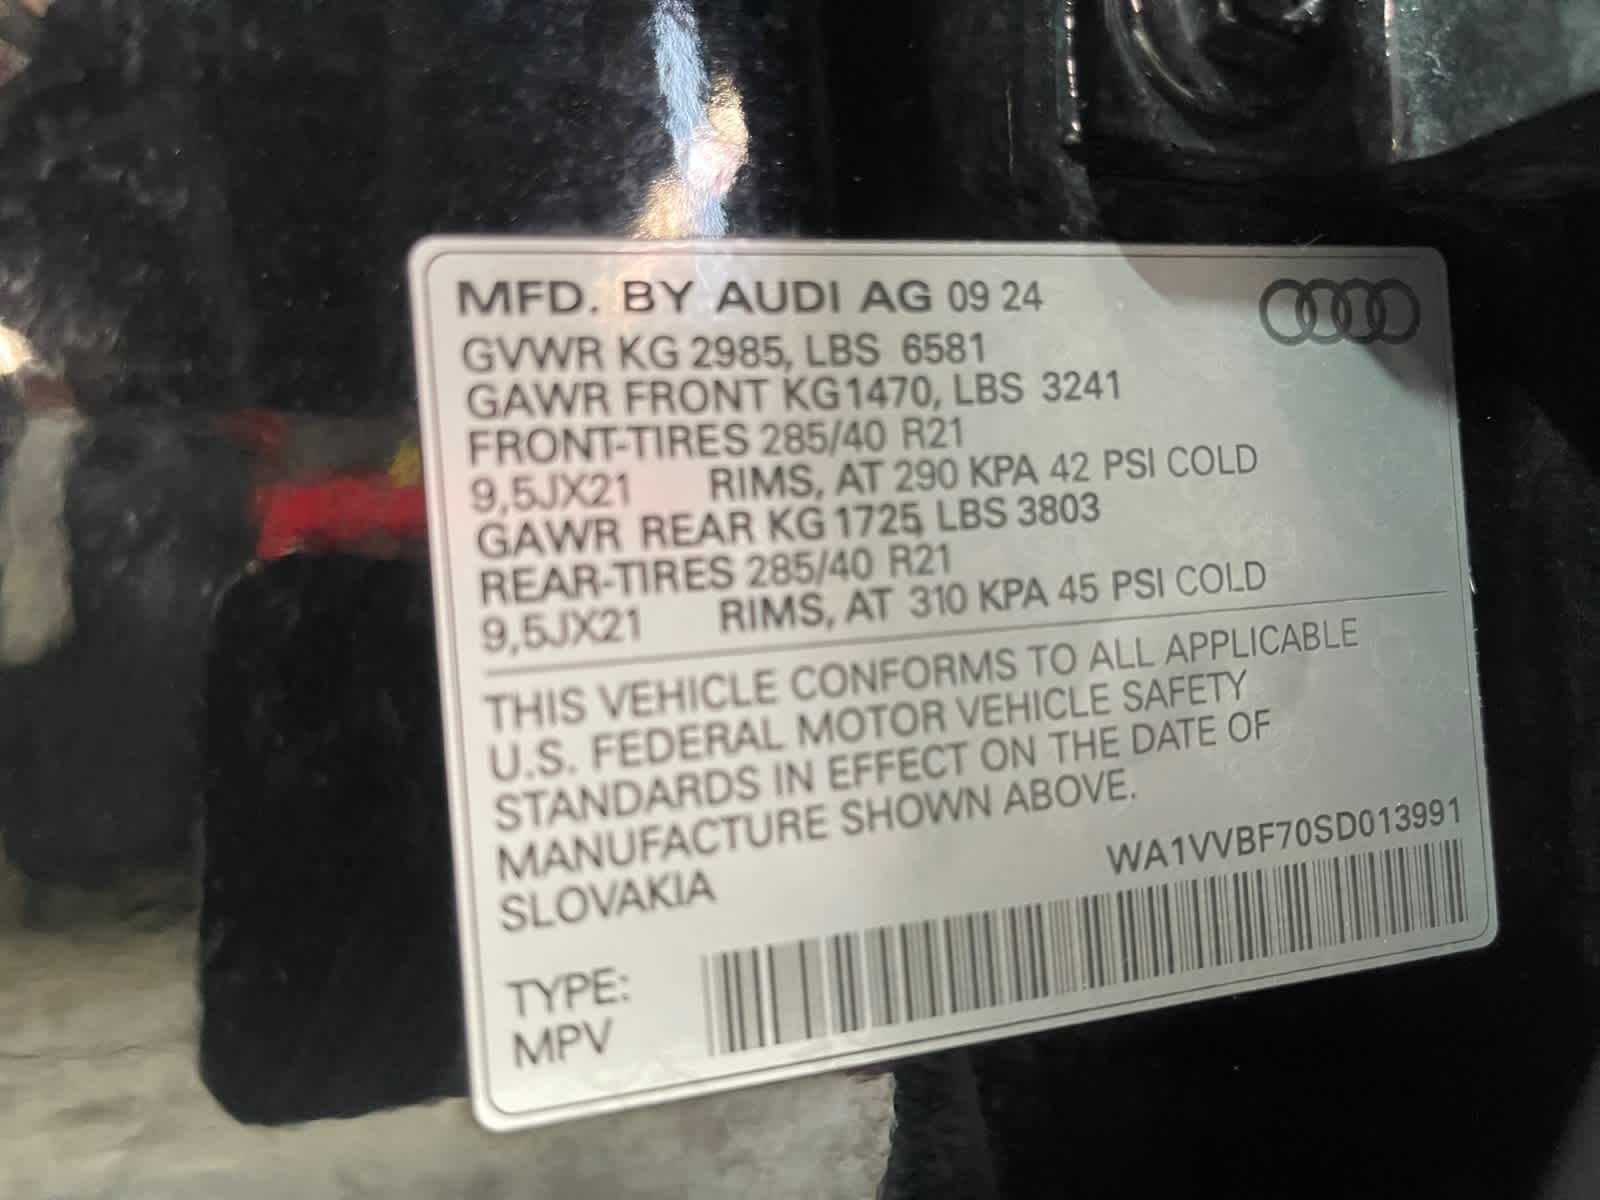 MFD. BY AUDI AG 09 24
GVWR KG 2985, LBS 6581
GAWR FRONT KG 1470, LBS 3241
FRONT-TIRES 285/40 R21
9,5JX21 RIMS, AT 290 KPA 42 PSI COLD
GAWR REAR KG 1725, LBS 3803
REAR-TIRES 285/40 R21
9,5JX21 RIMS, AT 310 KPA 45 PSI COLD
THIS VEHICLE CONFORMS TO ALL APPLICABLE
U.S. FEDERAL MOTOR VEHICLE SAFETY
STANDARDS IN EFFECT ON THE DATE OF
MANUFACTURE SHOWN ABOVE.
SLOVAKIA
WA1VVBF70SD013991
TYPE:
MPV